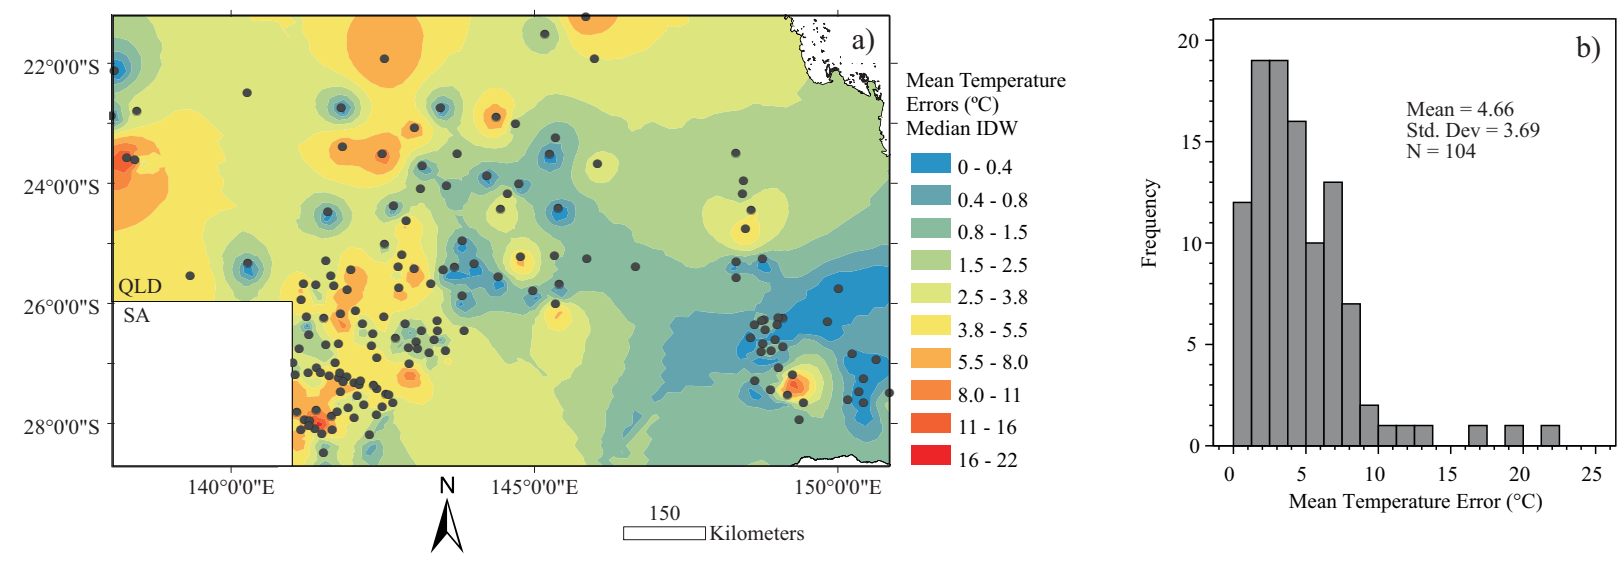 a)
22°0'0"S
24°0'0"S
26°0'0"S
28°0'0"S
QLD
SA
140°0'0"E
145°0'0"E
150°0'0"E
N
150
Kilometers
Mean Temperature
Errors (ºC)
Median IDW
0 - 0.4
0.4 - 0.8
0.8 - 1.5
1.5 - 2.5
2.5 - 3.8
3.8 - 5.5
5.5 - 8.0
8.0 - 11
11 - 16
16 - 22
b)
Mean = 4.66
Std. Dev = 3.69
N = 104
Frequency
20
15
10
5
0
0 5 10 15 20 25
Mean Temperature Error (°C)